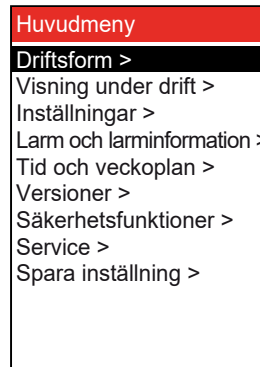 Huvudmeny
Driftsform >
Visning under drift >
Inställningar >
Larm och larminformation >
Tid och veckoplan >
Versioner >
Säkerhetsfunktioner >
Service >
Spara inställning >